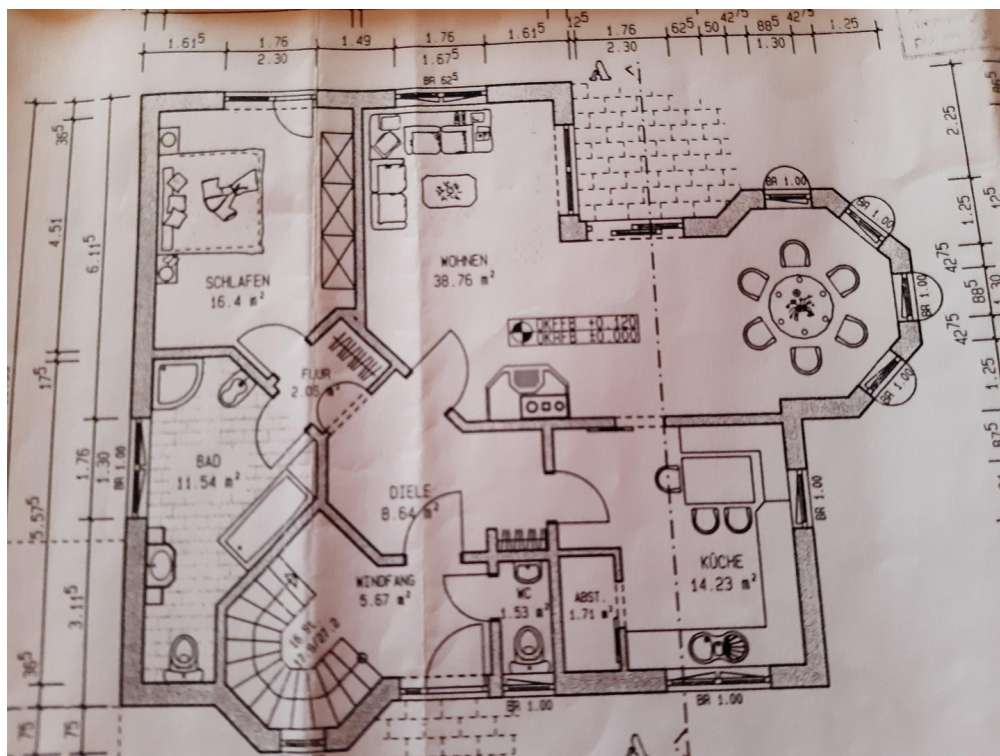 1.61⁵ 1.76 1.49 1.76 1.61⁵ 12⁵ 1.76 62⁵ 50 42⁷⁵ 88⁵ 42⁷⁵ 1.25
2.30 1.67⁵ 2.30 1.30
BR 62⁵
A
36⁵
4.51
6.11⁵
17⁵
1.76
1.30
5.57⁵
3.11⁵
36⁵
75
75
2.25
1.25
12⁵
42⁷⁵
88⁵
1.30
42⁷⁵
1.25
BR 1.00
BR 1.00
BR 1.00
BR 1.00
SCHLAFEN
16.4 m²
WOHNEN
38.76 m²
OKFFB +0.120
OKRFB ±0.000
FLUR
2.05 m²
BAD
11.54 m²
BR 1.00
DIELE
8.64 m²
BR 1.00
KÜCHE
14.23 m²
WINDFANG
5.67 m²
WC
1.53 m²
ABST.
1.71 m²
BR 1.00
BR 1.00
A